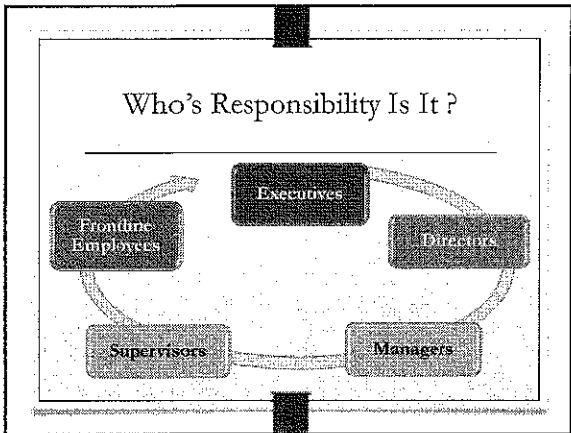 Who's Responsibility Is It ?
Executives
Directors
Managers
Supervisors
Frontline
Employees